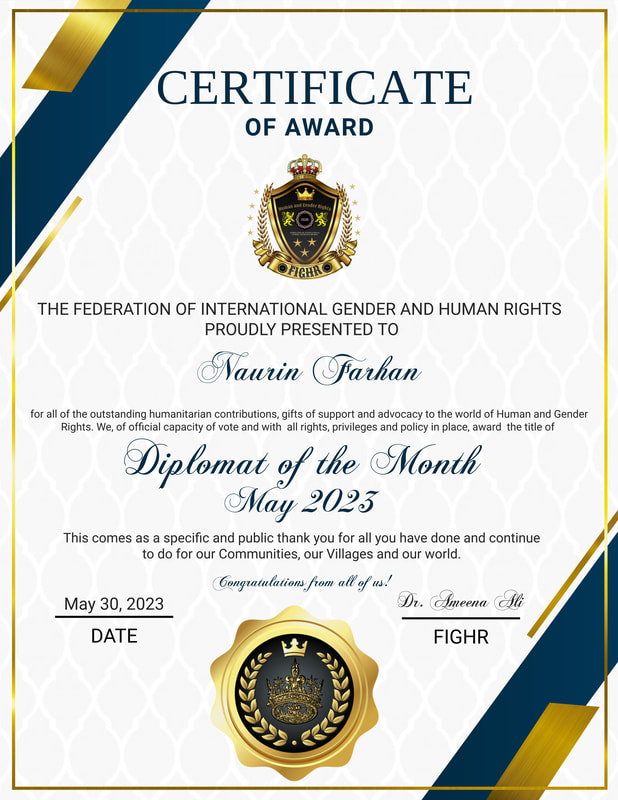 CERTIFICATE
OF AWARD
Human and Gender Rights
FIGHR
THE FEDERATION OF INTERNATIONAL GENDER AND HUMAN RIGHTS
PROUDLY PRESENTED TO
Naurin Farhan
for all of the outstanding humanitarian contributions, gifts of support and advocacy to the world of Human and Gender
Rights. We, of official capacity of vote and with all rights, privileges and policy in place, award the title of
Diplomat of the Month
May 2023
This comes as a specific and public thank you for all you have done and continue
to do for our Communities, our Villages and our world.
Congratulations from all of us!
May 30, 2023
Dr. Ameena Ali
DATE
FIGHR